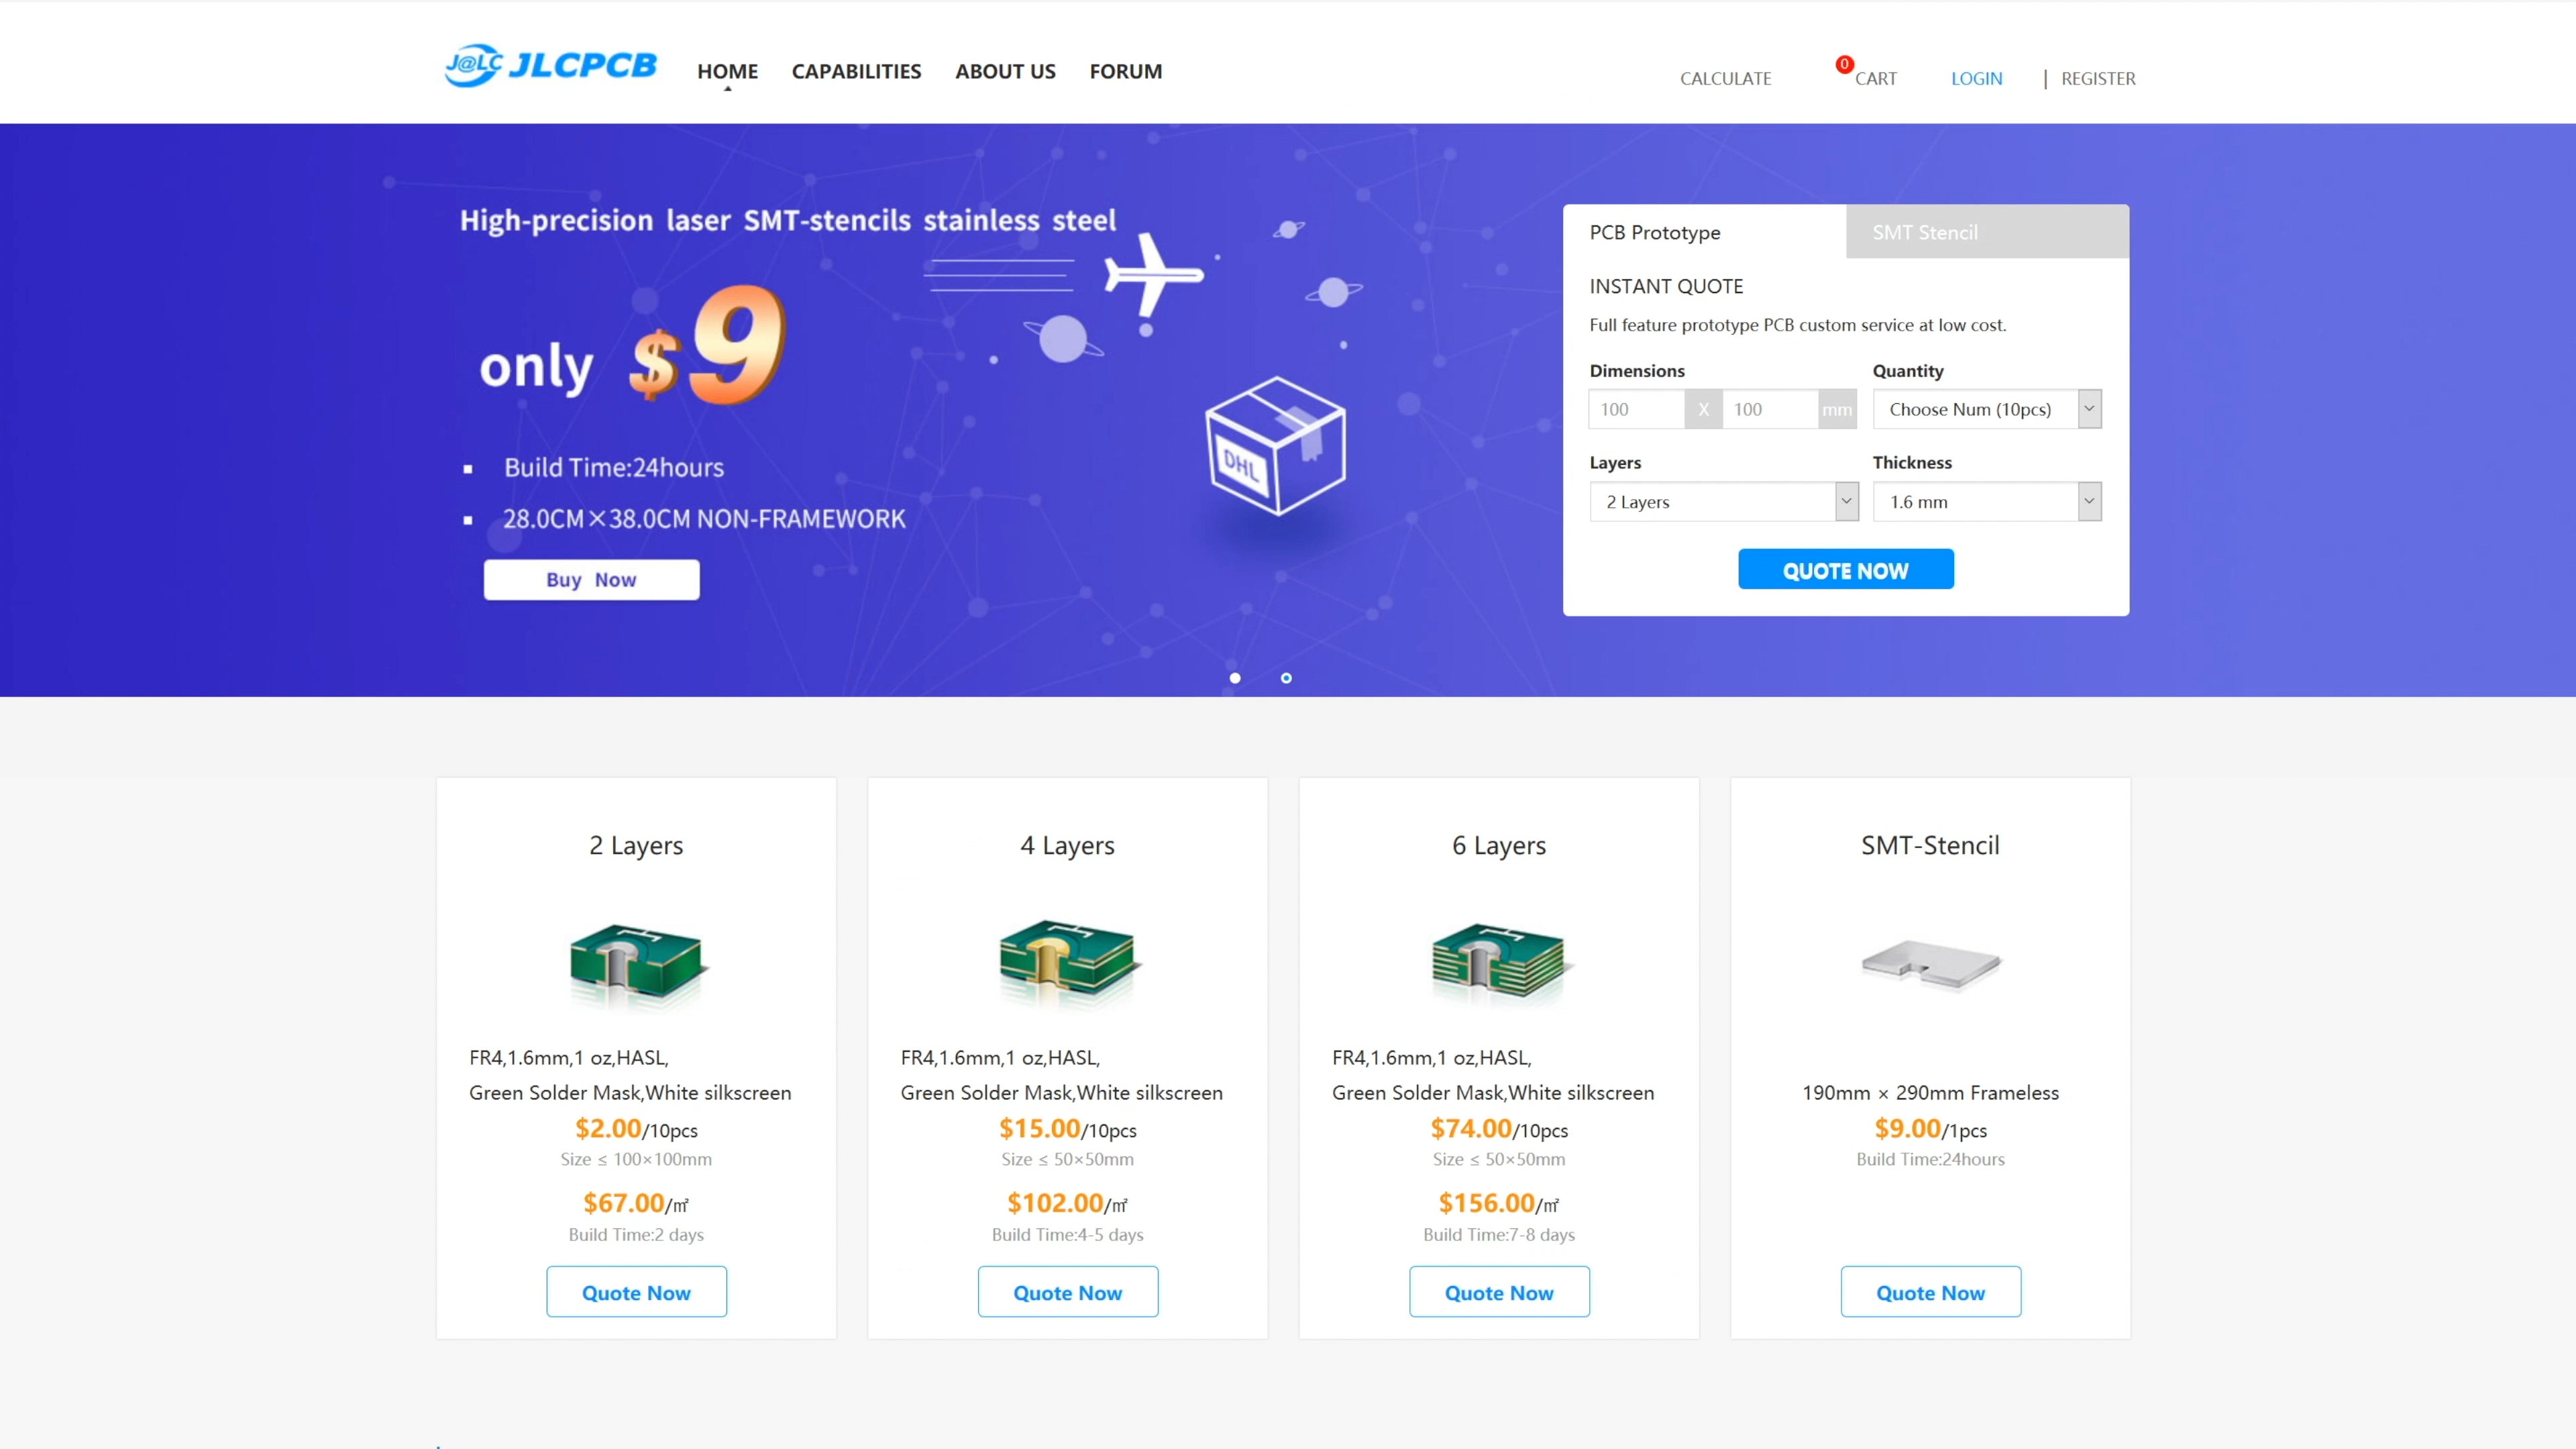 J@LC JLCPCB
HOME CAPABILITIES ABOUT US FORUM
CALCULATE 0 CART LOGIN | REGISTER
High-precision laser SMT-stencils stainless steel
only $9
Build Time:24hours
28.0CM×38.0CM NON-FRAMEWORK
Buy Now
DHL
PCB Prototype SMT Stencil
INSTANT QUOTE
Full feature prototype PCB custom service at low cost.
Dimensions Quantity
100 X 100 mm Choose Num (10pcs)
Layers Thickness
2 Layers 1.6 mm
QUOTE NOW
2 Layers
FR4,1.6mm,1 oz,HASL,
Green Solder Mask,White silkscreen
$2.00/10pcs
Size ≤ 100×100mm
$67.00/㎡
Build Time:2 days
Quote Now
4 Layers
FR4,1.6mm,1 oz,HASL,
Green Solder Mask,White silkscreen
$15.00/10pcs
Size ≤ 50×50mm
$102.00/㎡
Build Time:4-5 days
Quote Now
6 Layers
FR4,1.6mm,1 oz,HASL,
Green Solder Mask,White silkscreen
$74.00/10pcs
Size ≤ 50×50mm
$156.00/㎡
Build Time:7-8 days
Quote Now
SMT-Stencil
190mm × 290mm Frameless
$9.00/1pcs
Build Time:24hours
Quote Now